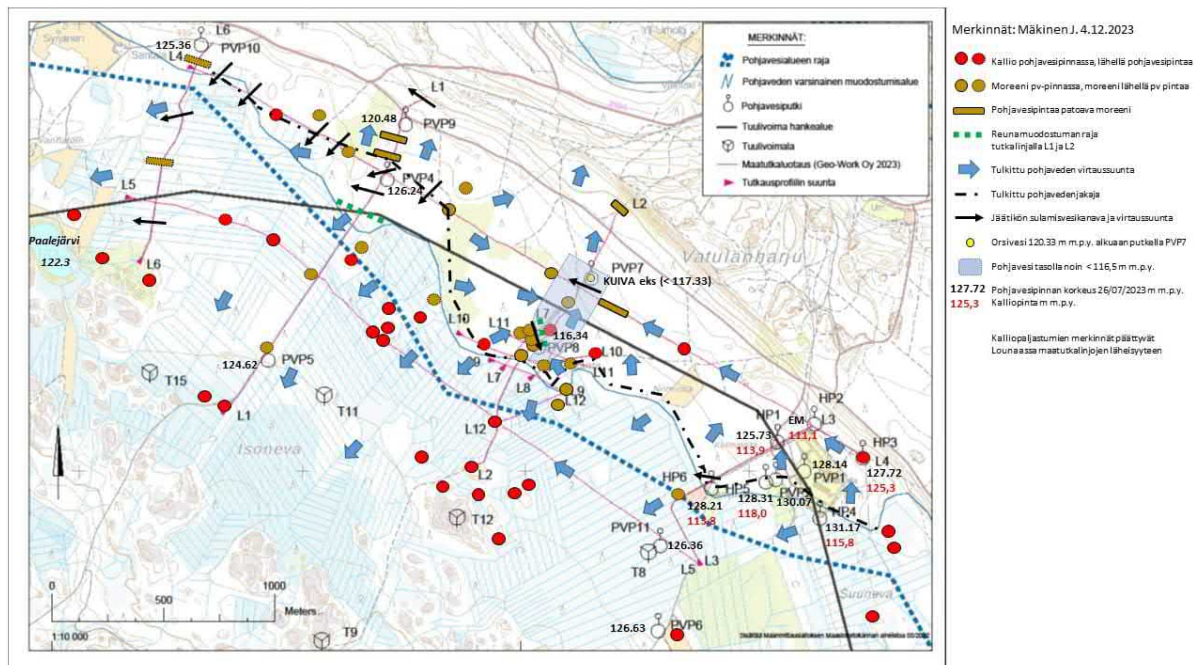 MERKINNÄT:
Pohjavesialueen raja
Pohjaveden varsinainen muodostumisalue
Pohjavesiputki
Tuulivoima hankealue
Tuulivoimala
Maatutkaluotaus (Geo-Work Oy 2023)
Tutkausprofiilin suunta
Merkinnät: Mäkinen J. 4.12.2023
Kallio pohjavesipinnassa, lähellä pohjavesipintaa
Moreeni pv-pinnassa, moreeni lähellä pv pintaa
Pohjavesipintaa patoava moreeni
Reunamuodostuman raja
tutkalinjalla L1 ja L2
Tulkittu pohjaveden virtaussuunta
Tulkittu pohjavedenjakaja
Jäätikön sulamisvesikanava ja virtaussuunta
Orsivesi 120.33 m m.p.y. alkuaan putkella PVP7
Pohjavesi tasolla noin < 116,5 m m.p.y.
127.72 Pohjavesipinnan korkeus 26/07/2023 m m.p.y.
125,3 Kalliopinta m m.p.y.
Kalliopaljastumien merkinnät päättyvät
Lounaassa maatutkalinjojen läheisyyteen
L6
125.36
PVP10
L4
L1
PVP9
120.48
PVP4
126.24
L5
L2
Paalejärvi
122.3
L6
Vatulanharju
PVP7
KUIVA eks (< 117.33)
L10
L11
L7
116.34
PVP8
L9
L10
L11
L7
L8
L9
L12
124.62
PVP5
T15
T11
L1
L12
Isoneva
L2
T12
HP2
HP1
EM
L3
125.73
111,1
113,9
HP3
L4
128.14
127.72
PVP1
125,3
HP6
HP5
128.31
130.07
128.21
118,0
HP4
113,8
131.17
115,8
PVP11
126.36
T8
L5
L3
Suuneva
126.63
PVP6
T9
0
500
1000
Meters
1:10 000